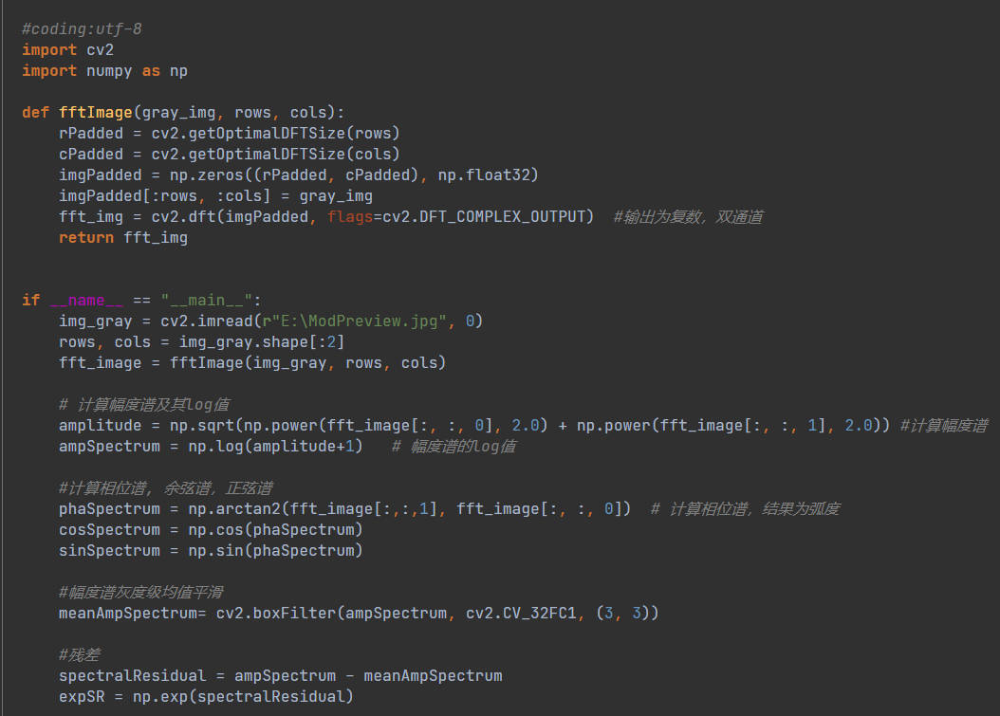 #coding:utf-8
import cv2
import numpy as np
def fftImage(gray_img, rows, cols):
    rPadded = cv2.getOptimalDFTSize(rows)
    cPadded = cv2.getOptimalDFTSize(cols)
    imgPadded = np.zeros((rPadded, cPadded), np.float32)
    imgPadded[:rows, :cols] = gray_img
    fft_img = cv2.dft(imgPadded, flags=cv2.DFT_COMPLEX_OUTPUT)  #输出为复数，双通道
    return fft_img
if __name__ == "__main__":
    img_gray = cv2.imread(r"E:\ModPreview.jpg", 0)
    rows, cols = img_gray.shape[:2]
    fft_image = fftImage(img_gray, rows, cols)
    # 计算幅度谱及其log值
    amplitude = np.sqrt(np.power(fft_image[:, :, 0], 2.0) + np.power(fft_image[:, :, 1], 2.0)) #计算幅度谱
    ampSpectrum = np.log(amplitude+1)   # 幅度谱的log值
    #计算相位谱, 余弦谱，正弦谱
    phaSpectrum = np.arctan2(fft_image[:,:,1], fft_image[:, :, 0])  # 计算相位谱，结果为弧度
    cosSpectrum = np.cos(phaSpectrum)
    sinSpectrum = np.sin(phaSpectrum)
    #幅度谱灰度级均值平滑
    meanAmpSpectrum= cv2.boxFilter(ampSpectrum, cv2.CV_32FC1, (3, 3))
    #残差
    spectralResidual = ampSpectrum - meanAmpSpectrum
    expSR = np.exp(spectralResidual)